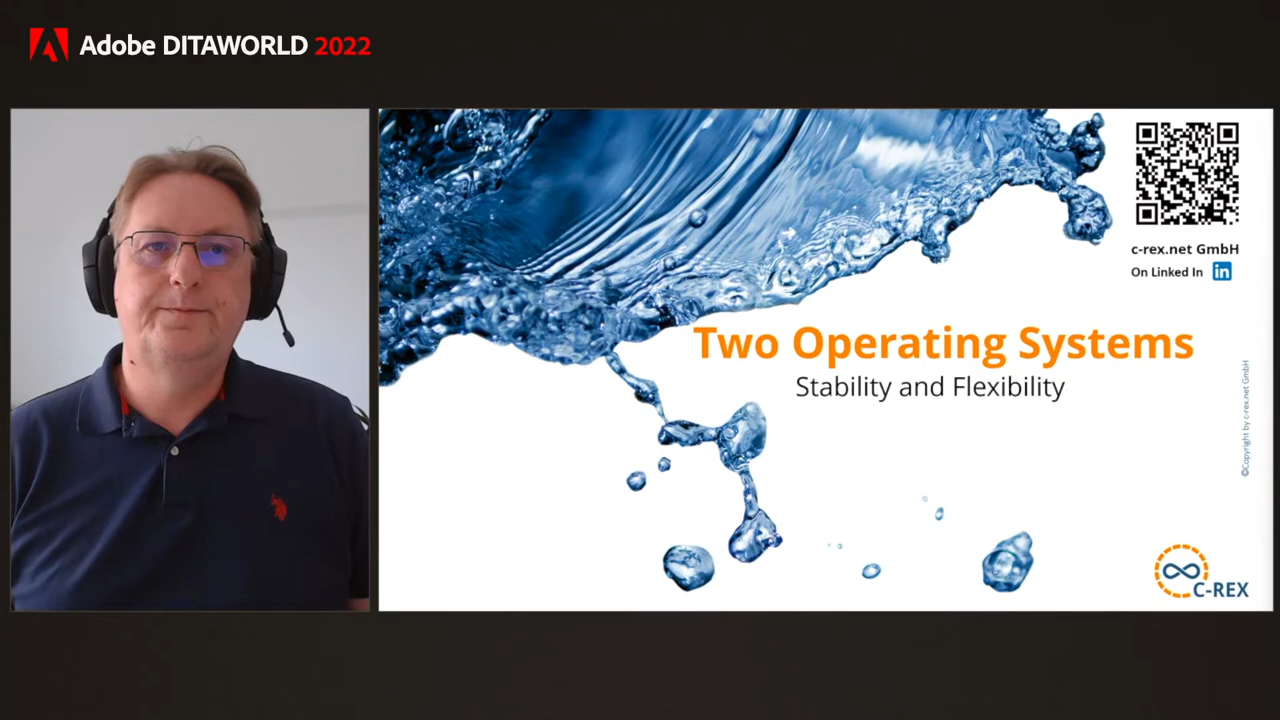 Adobe DITAWORLD 2022
c-rex.net GmbH
On Linked In in
Two Operating Systems
Stability and Flexibility
©Copyright by c-rex.net GmbH
C-REX